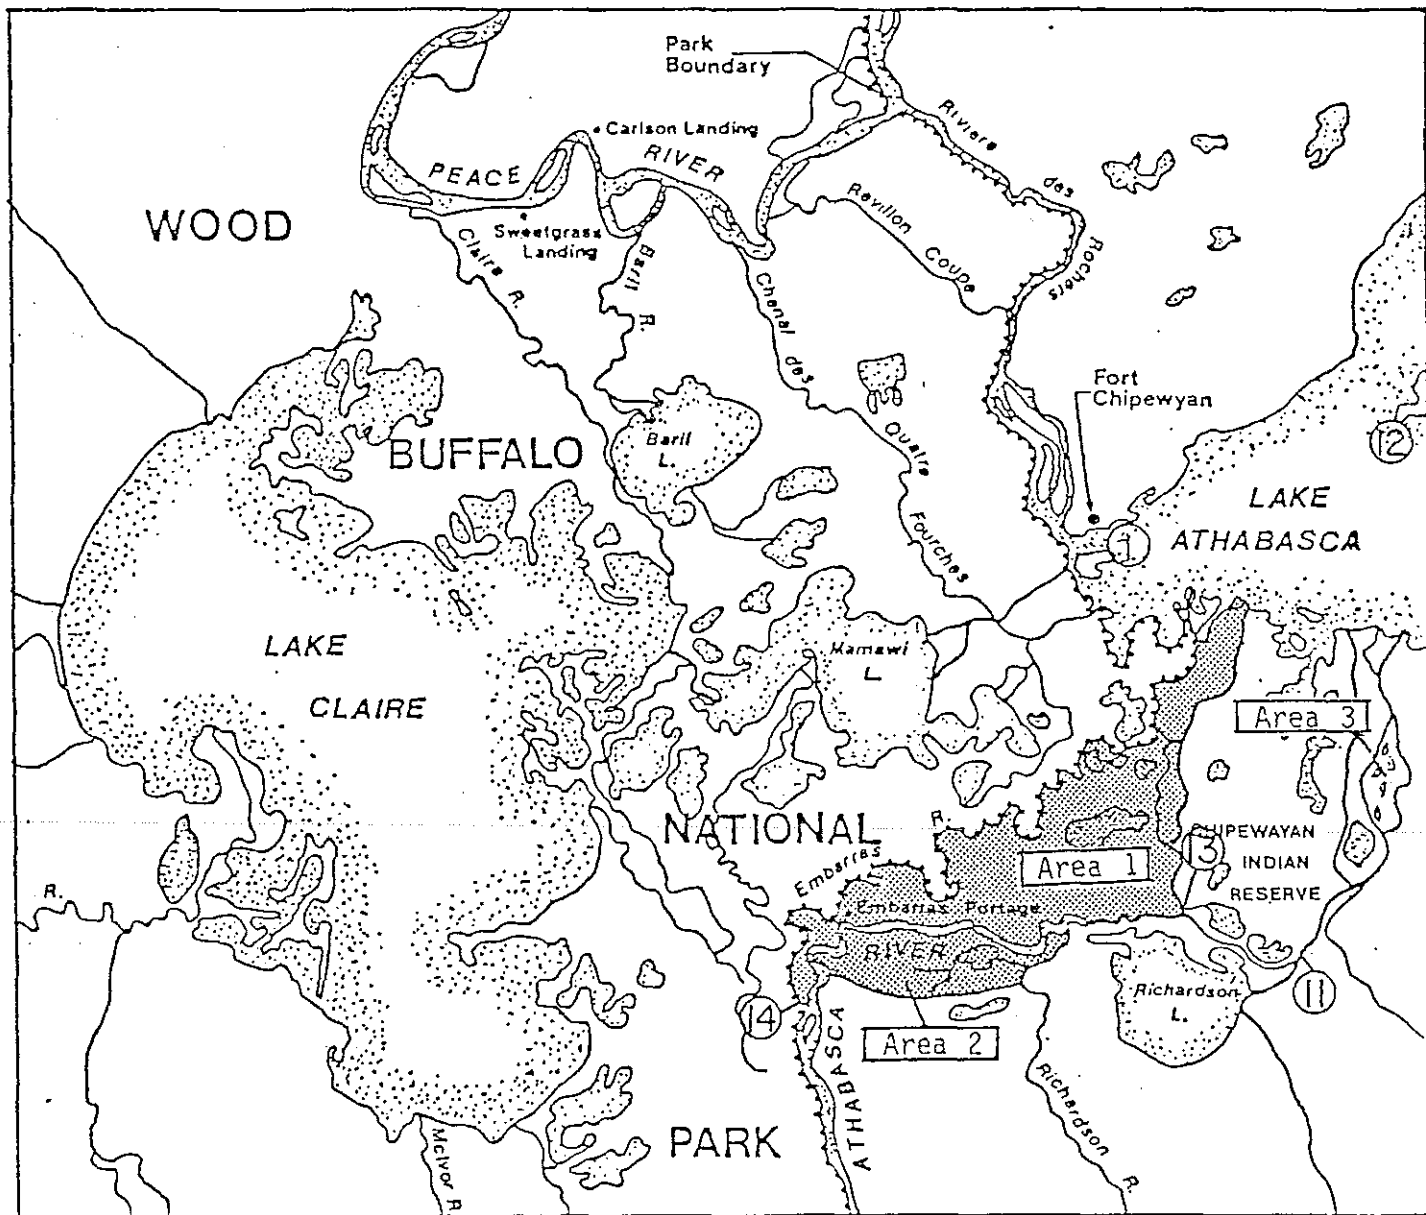 Park
Boundary
Riviere
des
Rochers
Carlson Landing
PEACE
RIVER
Revillon Coupe
WOOD
Sweetgrass
Landing
Claire R.
Baril R.
Chenal des Quatre Fourches
Fort
Chipewyan
12
BUFFALO
Baril
L.
LAKE
ATHABASCA
1
LAKE
CLAIRE
Mamawi
L.
Area 3
NATIONAL
R.
Embarras
13
CHIPEWAYAN
INDIAN
RESERVE
Area 1
R.
Embarras Portage
RIVER
Richardson
L.
11
14
ATHABASCA
Area 2
Richardson R.
PARK
McIvor R.